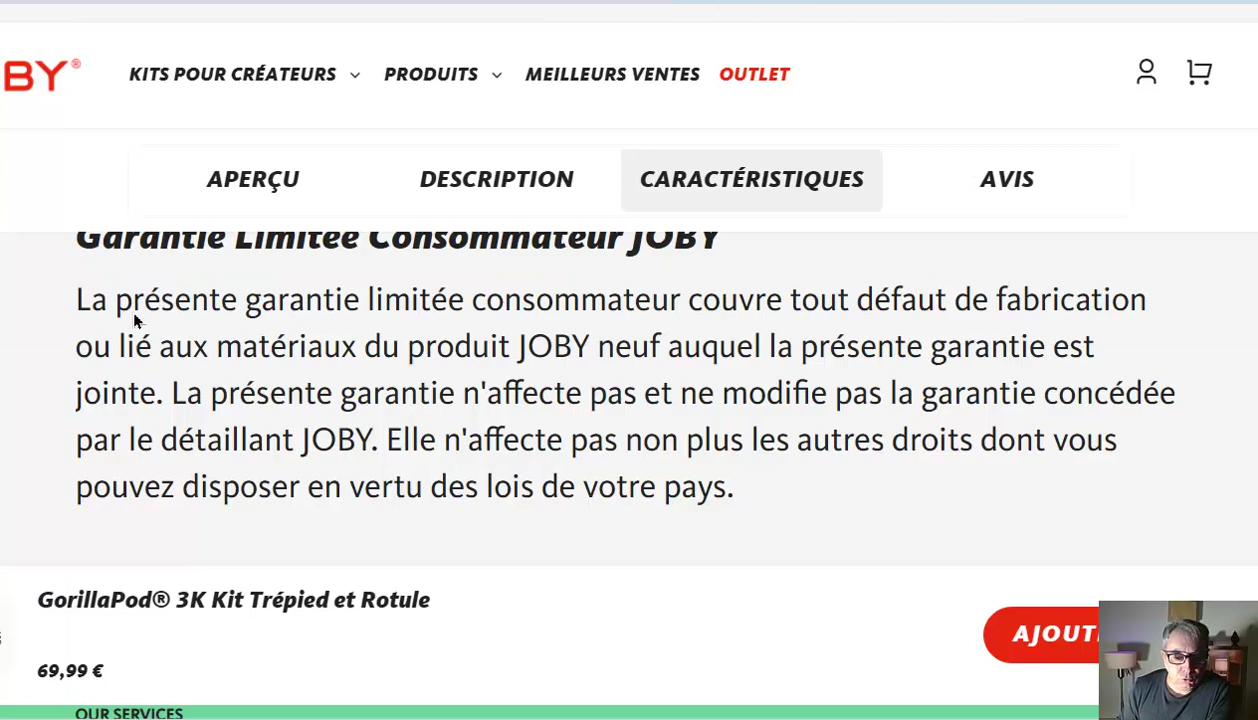 BY®
KITS POUR CRÉATEURS PRODUITS MEILLEURS VENTES OUTLET
APERÇU DESCRIPTION CARACTÉRISTIQUES AVIS
Garantie Limitée Consommateur JOBY
La présente garantie limitée consommateur couvre tout défaut de fabrication
ou lié aux matériaux du produit JOBY neuf auquel la présente garantie est
jointe. La présente garantie n'affecte pas et ne modifie pas la garantie concédée
par le détaillant JOBY. Elle n'affecte pas non plus les autres droits dont vous
pouvez disposer en vertu des lois de votre pays.
GorillaPod® 3K Kit Trépied et Rotule
AJOUT
69,99 €
OUR SERVICES